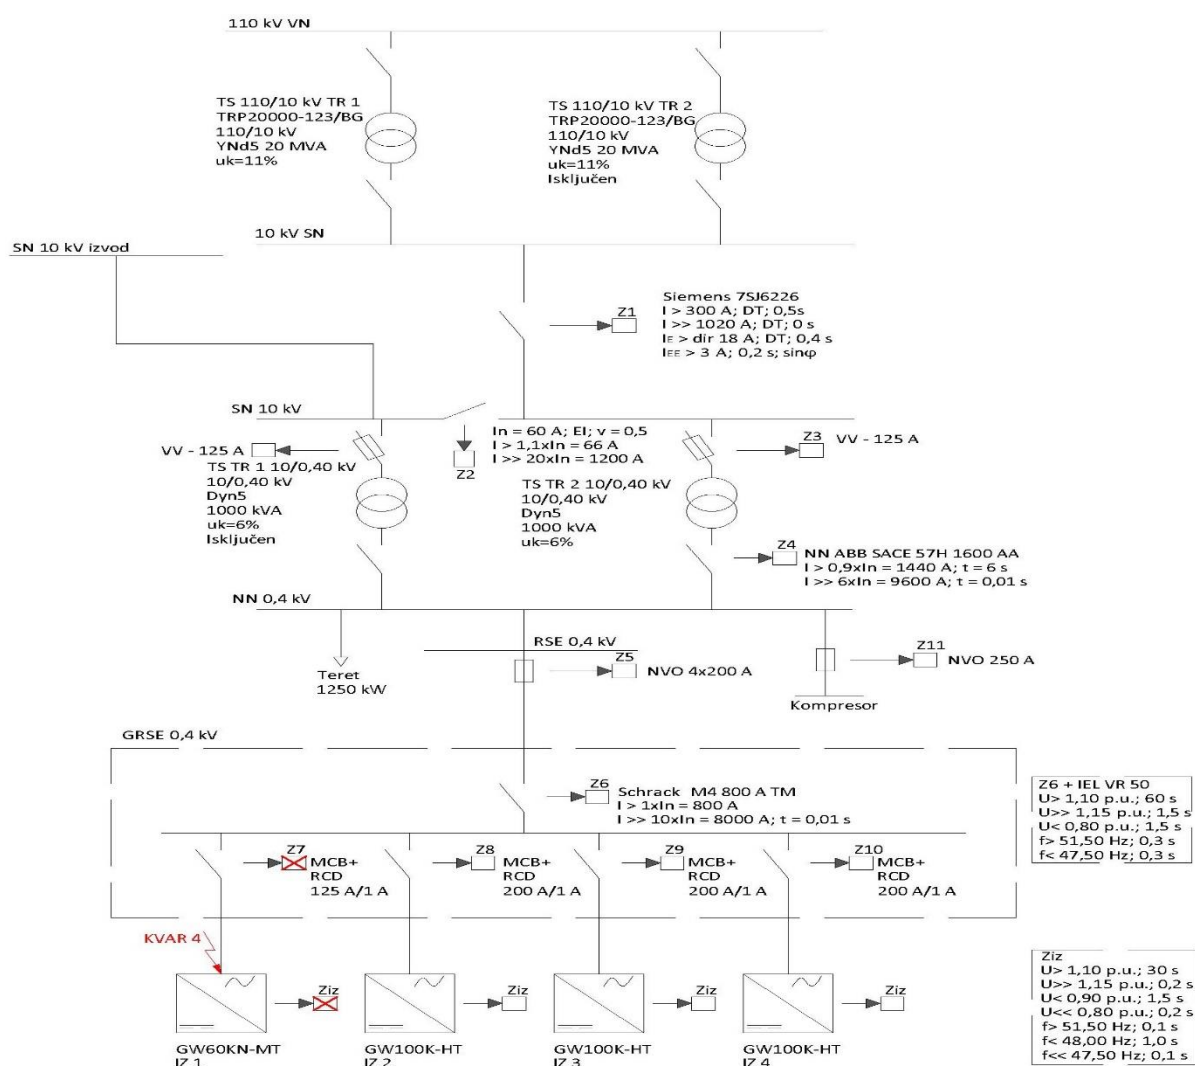 110 kV VN
TS 110/10 kV TR 1
TRP20000-123/BG
110/10 kV
YNd5 20 MVA
uk=11%
TS 110/10 kV TR 2
TRP20000-123/BG
110/10 kV
YNd5 20 MVA
uk=11%
Isključen
10 kV SN
SN 10 kV izvod
Z1
Siemens 7SJ6226
I > 300 A; DT; 0,5s
I >> 1020 A; DT; 0 s
IE > dir 18 A; DT; 0,4 s
IEE > 3 A; 0,2 s; sinφ
SN 10 kV
VV - 125 A
TS TR 1 10/0,40 kV
10/0,40 kV
Dyn5
1000 kVA
uk=6%
Isključen
In = 60 A; EI; v = 0,5
I > 1,1xIn = 66 A
I >> 20xIn = 1200 A
Z2
Z3
VV - 125 A
TS TR 2 10/0,40 kV
10/0,40 kV
Dyn5
1000 kVA
uk=6%
Z4
NN ABB SACE 57H 1600 AA
I > 0,9xIn = 1440 A; t = 6 s
I >> 6xIn = 9600 A; t = 0,01 s
NN 0,4 kV
Teret
1250 kW
RSE 0,4 kV
Z5
NVO 4x200 A
Z11
NVO 250 A
Kompresor
GRSE 0,4 kV
Z6
Schrack M4 800 A TM
I > 1xIn = 800 A
I >> 10xIn = 8000 A; t = 0,01 s
Z6 + IEL VR 50
U> 1,10 p.u.; 60 s
U>> 1,15 p.u.; 1,5 s
U< 0,80 p.u.; 1,5 s
f> 51,50 Hz; 0,3 s
f< 47,50 Hz; 0,3 s
Z7
MCB+
RCD
125 A/1 A
Z8
MCB+
RCD
200 A/1 A
Z9
MCB+
RCD
200 A/1 A
Z10
MCB+
RCD
200 A/1 A
KVAR 4
Ziz
Ziz
Ziz
Ziz
GW60KN-MT
IZ 1
GW100K-HT
IZ 2
GW100K-HT
IZ 3
GW100K-HT
IZ 4
Ziz
U> 1,10 p.u.; 30 s
U>> 1,15 p.u.; 0,2 s
U< 0,90 p.u.; 1,5 s
U<< 0,80 p.u.; 0,2 s
f> 51,50 Hz; 0,1 s
f< 48,00 Hz; 1,0 s
f<< 47,50 Hz; 0,1 s